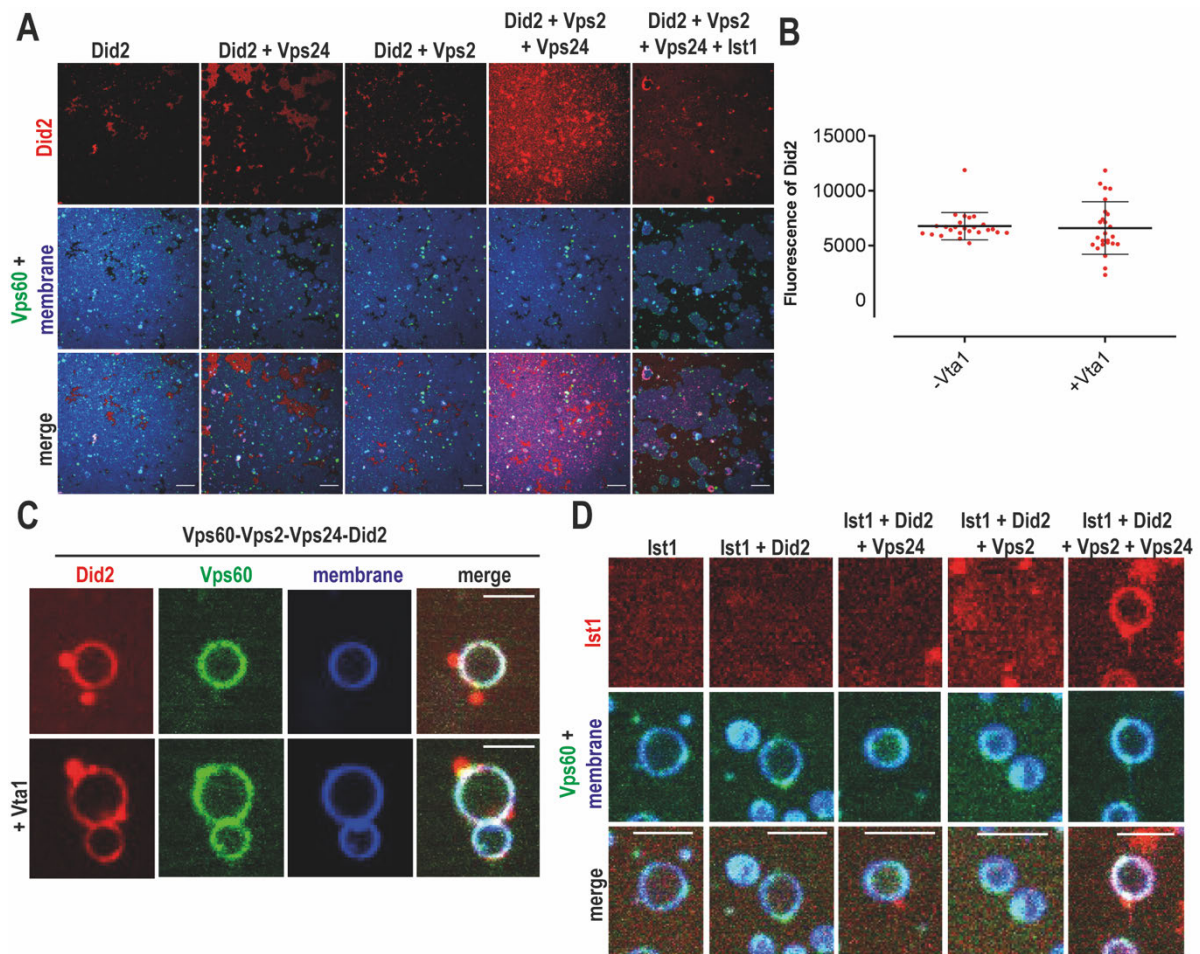 A
Did2
Did2 + Vps24
Did2 + Vps2
Did2 + Vps2
+ Vps24
Did2 + Vps2
+ Vps24 + Ist1
Did2
Vps60 +
membrane
merge
B
Fluorescence of Did2
15000
10000
5000
0
-Vta1
+Vta1
C
Vps60-Vps2-Vps24-Did2
Did2
Vps60
membrane
merge
+ Vta1
D
Ist1
Ist1 + Did2
Ist1 + Did2
+ Vps24
Ist1 + Did2
+ Vps2
Ist1 + Did2
+ Vps2 + Vps24
Ist1
Vps60 +
membrane
merge